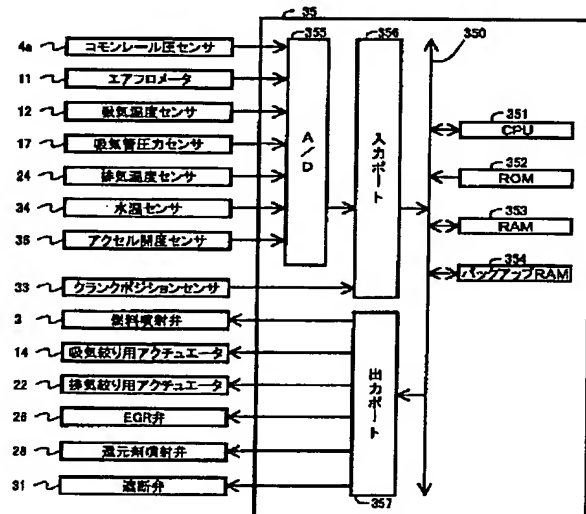 35
4a コモンレール圧センサ
11 エアフロメータ
12 吸気温度センサ
17 吸気管圧力センサ
24 排気温度センサ
34 水温センサ
36 アクセル開度センサ
33 クランクポジションセンサ
3 燃料噴射弁
14 吸気絞り用アクチュエータ
22 排気絞り用アクチュエータ
26 EGR弁
28 還元剤噴射弁
31 遮断弁
355
A/D
356
入力ポート
350
351
CPU
352
ROM
353
RAM
354
バックアップRAM
出力ポート
357